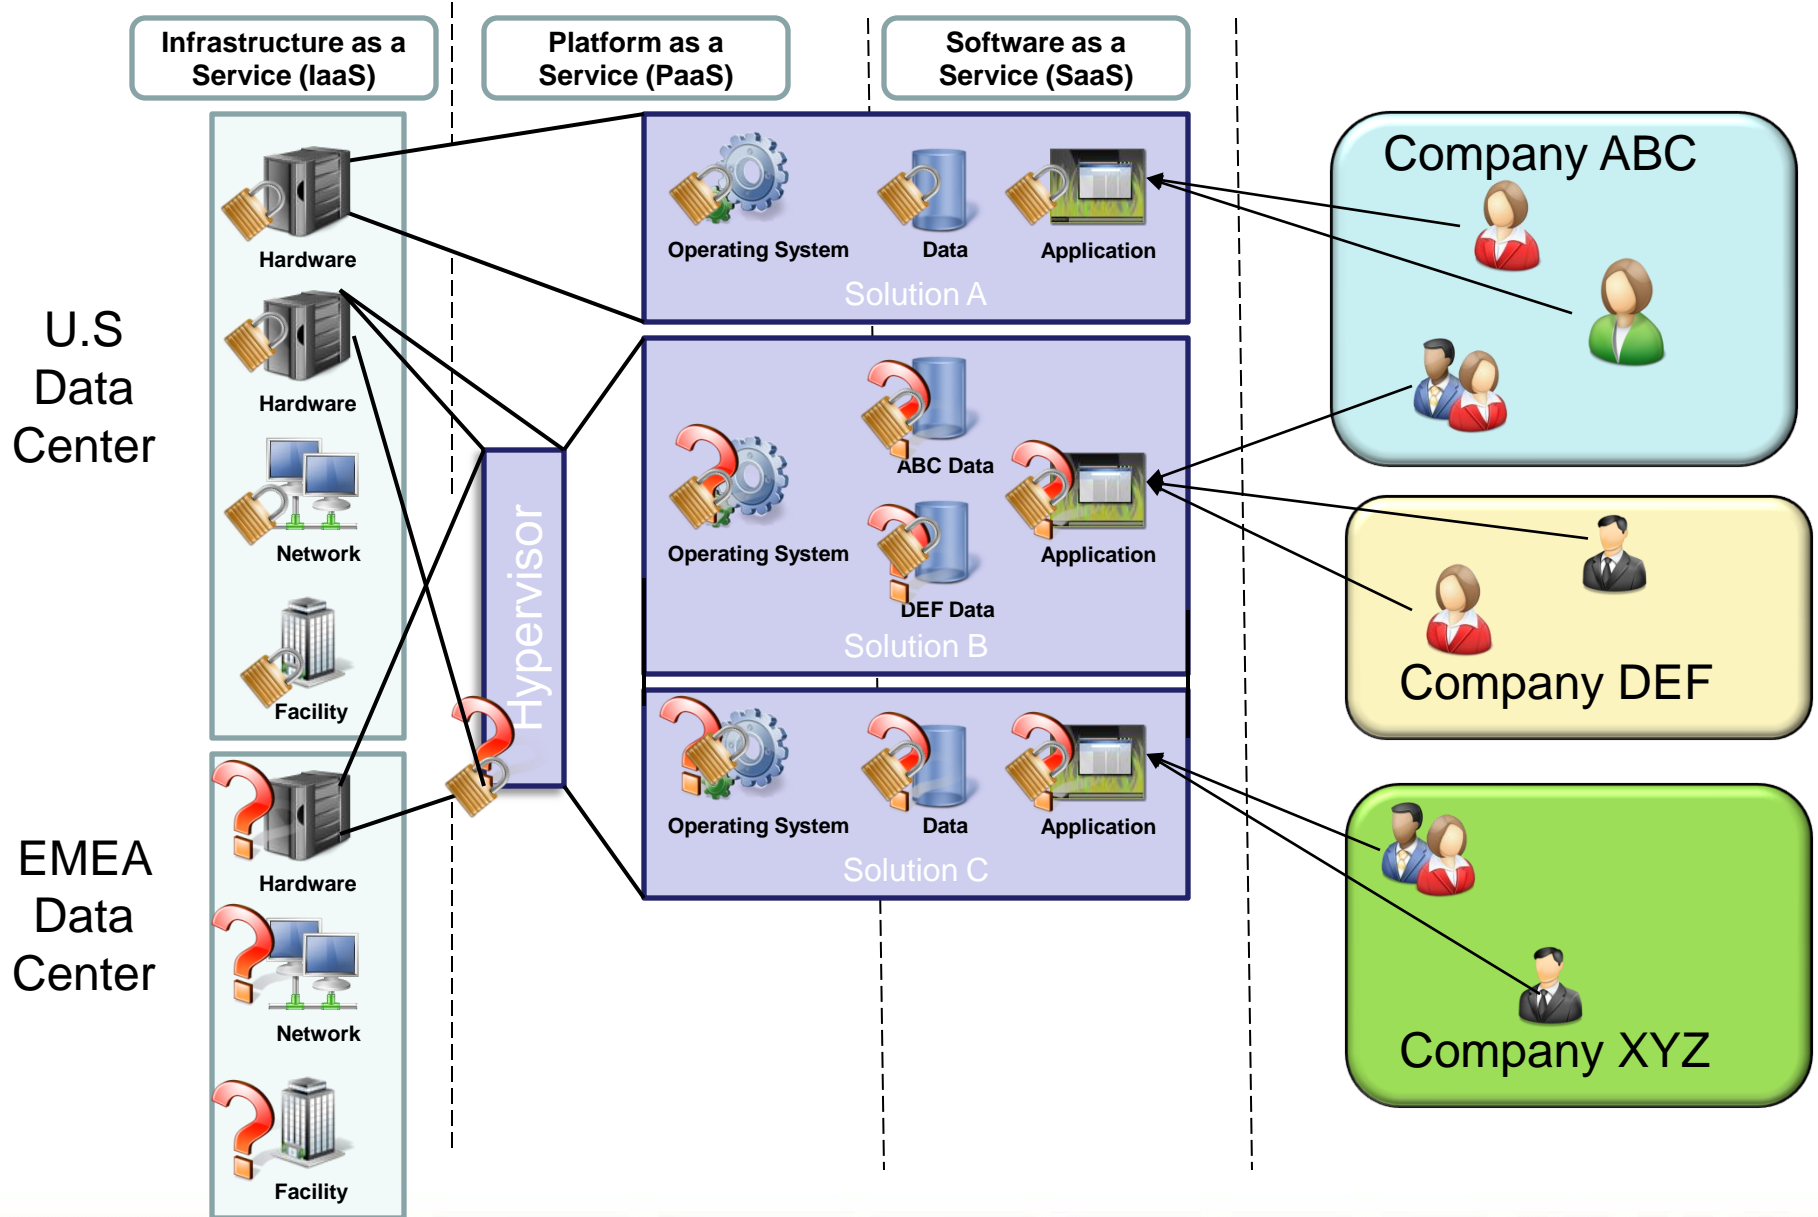 Infrastructure as a
Service (IaaS)
Platform as a
Service (PaaS)
Software as a
Service (SaaS)
U.S
Data
Center
Hardware
Hardware
Network
Facility
EMEA
Data
Center
Hardware
Network
Facility
Hypervisor
Operating System
Data
Application
Solution A
Operating System
ABC Data
DEF Data
Application
Solution B
Operating System
Data
Application
Solution C
Company ABC
Company DEF
Company XYZ